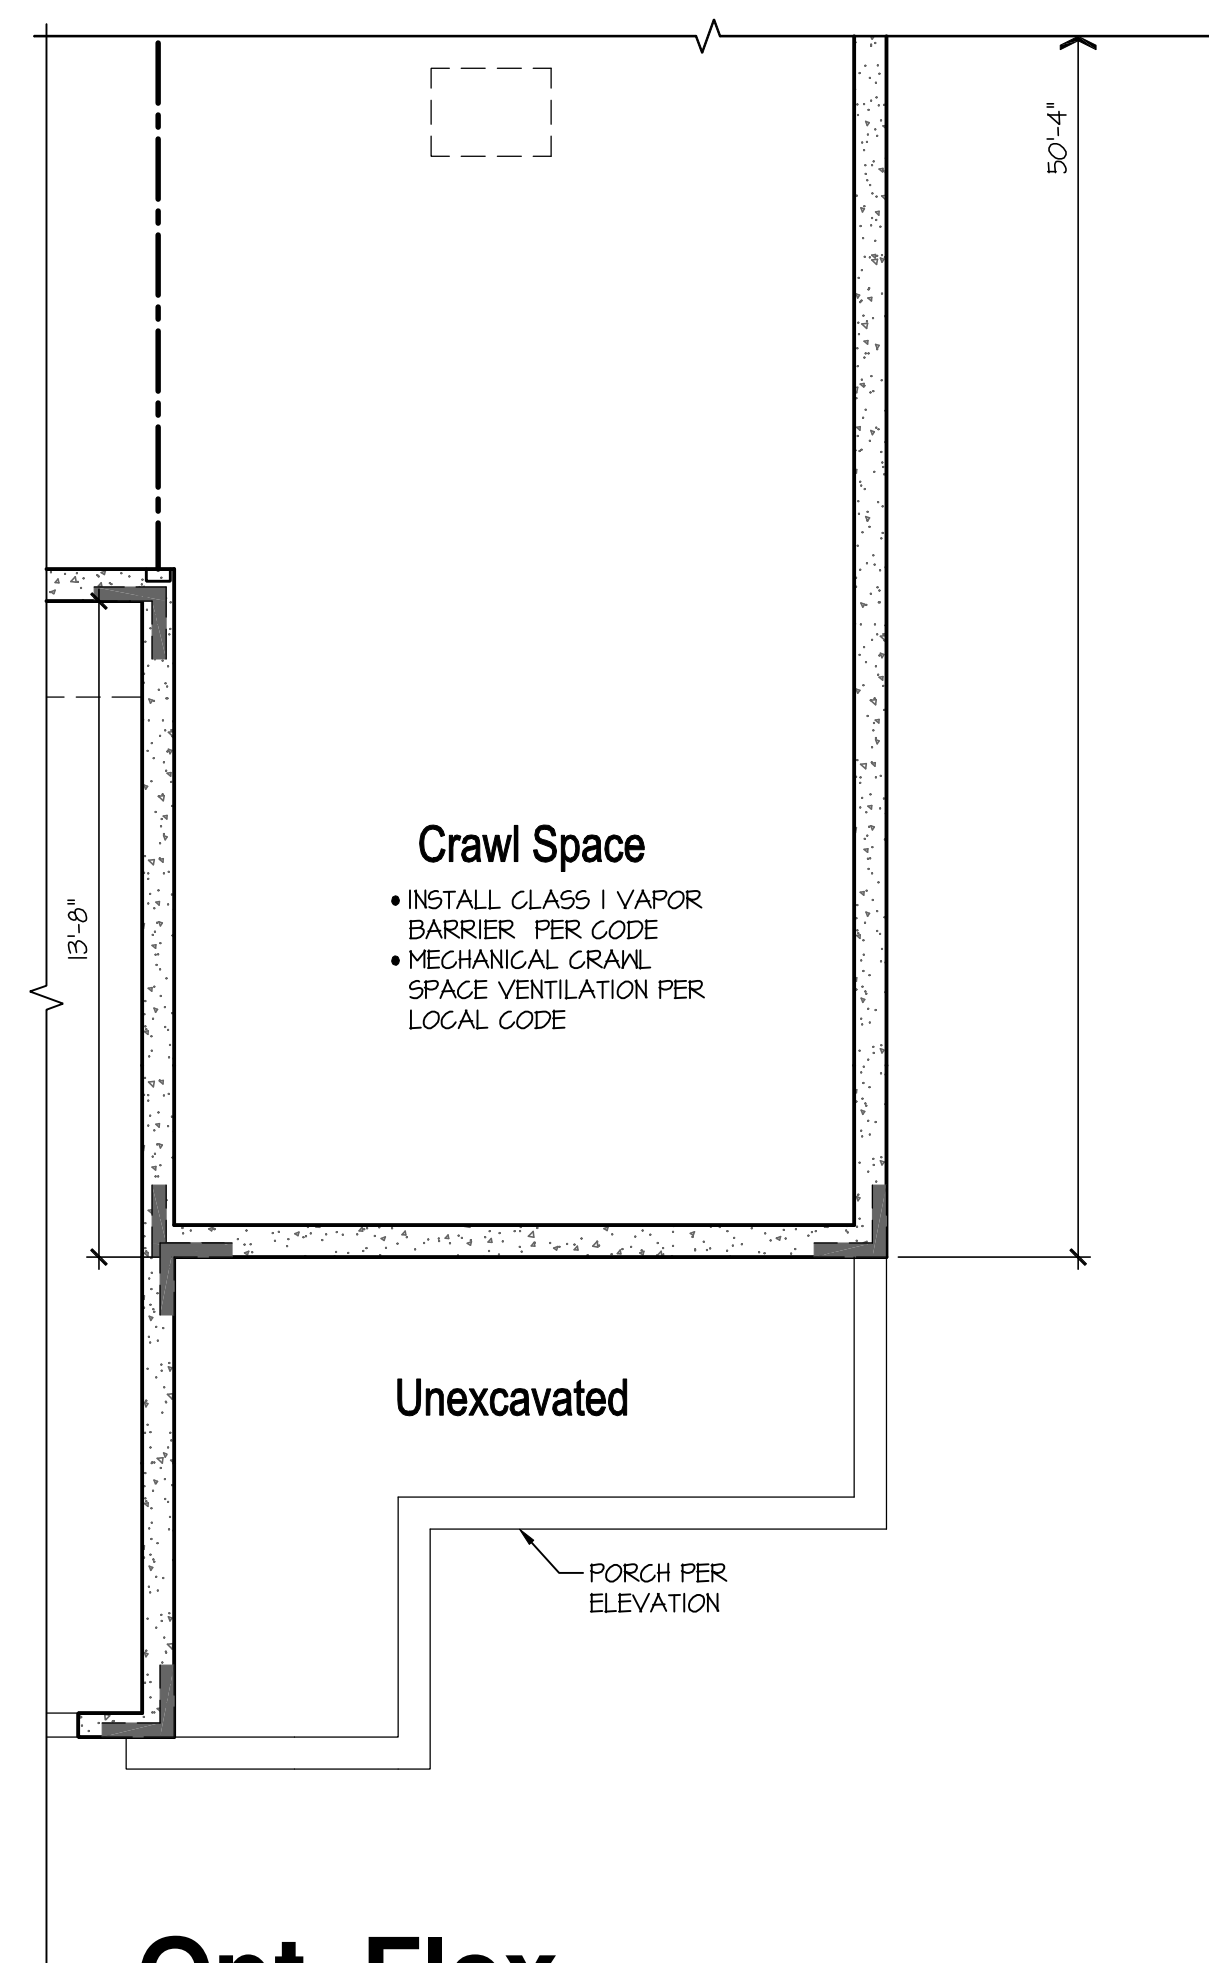 50'-4"
Crawl Space
• INSTALL CLASS I VAPOR
BARRIER PER CODE
• MECHANICAL CRAWL
SPACE VENTILATION PER
LOCAL CODE
13'-8"
Unexcavated
PORCH PER
ELEVATION